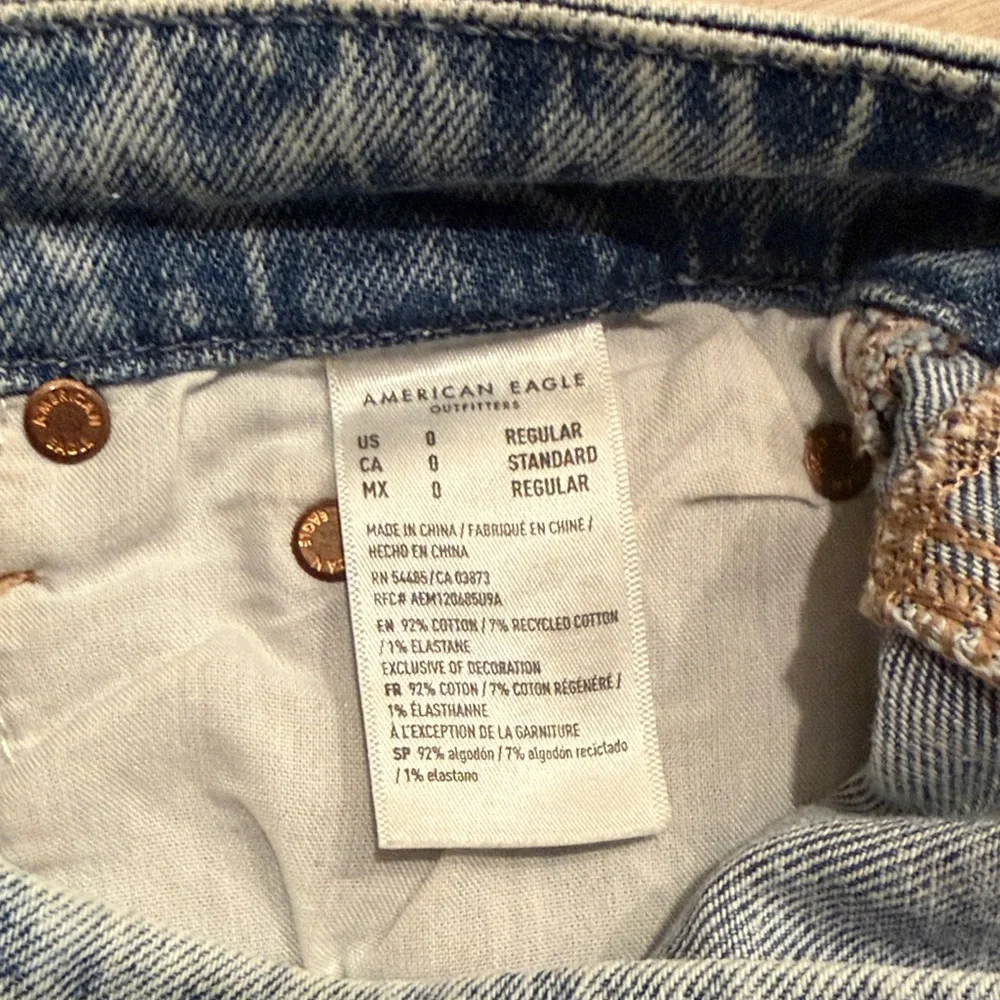 AMERICAN EAGLE
OUTFITTERS
US 0 REGULAR
CA 0 STANDARD
MX 0 REGULAR
MADE IN CHINA / FABRIQUÉ EN CHINE /
HECHO EN CHINA
RN 54485/CA 03873
RFC# AEM120685U9A
EN 92% COTTON / 7% RECYCLED COTTON
/ 1% ELASTANE
EXCLUSIVE OF DECORATION
FR 92% COTON / 7% COTON RÉGÉNÉRÉ /
1% ÉLASTHANNE
À L'EXCEPTION DE LA GARNITURE
SP 92% algodón / 7% algodón reciclado
/ 1% elastano
AMERICAN